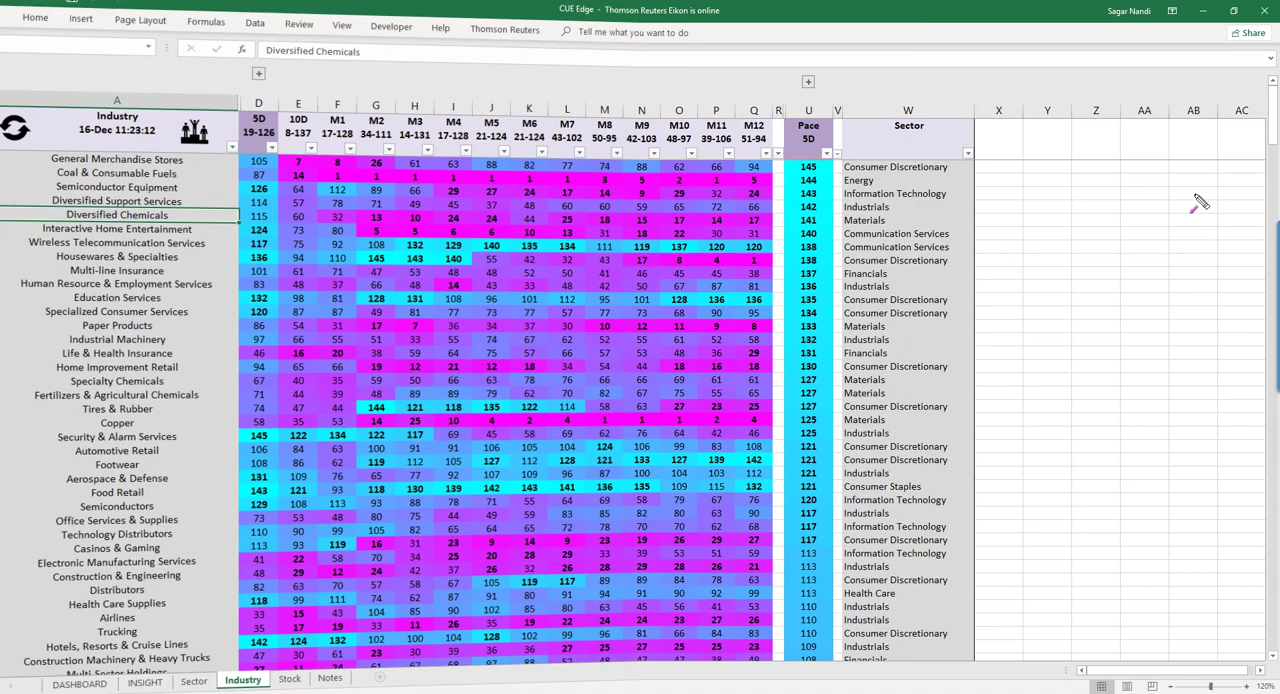 CUE Edge - Thomson Reuters Eikon is online
Sagar Nandi
Home Insert Page Layout Formulas Data Review View Developer Help Thomson Reuters Tell me what you want to do Share
Diversified Chemicals
A D E F G H I J K L M N O P Q R U V W X Y Z AA AB AC
Industry 5D 10D M1 M2 M3 M4 M5 M6 M7 M8 M9 M10 M11 M12 Pace Sector
16-Dec 11:23:12 19-126 8-137 17-128 34-111 14-131 17-128 21-124 21-124 43-102 50-95 42-103 48-97 39-106 51-94 5D
General Merchandise Stores 105 7 8 26 61 63 88 82 77 74 88 62 66 94 145 Consumer Discretionary
Coal & Consumable Fuels 87 14 1 1 1 1 1 1 1 3 5 2 1 5 144 Energy
Semiconductor Equipment 126 64 112 89 66 29 27 24 17 14 9 29 32 24 143 Information Technology
Diversified Support Services 114 57 78 71 49 45 37 48 60 60 59 65 72 66 142 Industrials
Diversified Chemicals 115 60 32 13 10 24 24 44 25 18 15 17 14 17 141 Materials
Interactive Home Entertainment 124 73 80 5 5 6 6 10 13 31 18 22 30 31 140 Communication Services
Wireless Telecommunication Services 117 75 92 108 132 129 140 135 134 111 119 137 120 120 138 Communication Services
Housewares & Specialties 136 94 110 145 143 140 55 42 32 43 17 8 4 1 138 Consumer Discretionary
Multi-line Insurance 101 61 71 47 53 48 48 52 50 41 46 45 45 38 137 Financials
Human Resource & Employment Services 83 48 37 66 48 14 43 33 48 42 50 67 87 81 136 Industrials
Education Services 132 98 81 128 131 108 96 101 112 95 101 128 136 136 135 Consumer Discretionary
Specialized Consumer Services 120 87 87 49 81 77 73 77 57 77 73 68 90 95 134 Consumer Discretionary
Paper Products 86 54 31 17 7 36 34 37 30 10 12 11 9 8 133 Materials
Industrial Machinery 97 66 55 51 33 55 74 67 62 52 55 61 52 58 132 Industrials
Life & Health Insurance 46 16 20 38 59 64 75 57 66 57 53 48 36 29 131 Financials
Home Improvement Retail 94 65 66 19 12 21 12 18 34 54 44 18 16 18 130 Consumer Discretionary
Specialty Chemicals 67 40 35 59 50 66 63 78 76 66 66 69 61 61 127 Materials
Fertilizers & Agricultural Chemicals 71 44 39 48 89 89 79 62 70 82 67 75 68 60 127 Materials
Tires & Rubber 74 47 44 144 121 118 135 122 114 58 63 27 23 25 127 Consumer Discretionary
Copper 58 35 53 14 25 10 4 2 4 1 1 1 2 4 125 Materials
Security & Alarm Services 145 122 134 122 117 69 45 58 69 62 76 64 42 46 125 Industrials
Automotive Retail 106 84 63 100 91 91 106 105 104 124 106 99 83 108 121 Consumer Discretionary
Footwear 108 86 62 119 112 105 127 112 128 121 133 127 139 142 121 Consumer Discretionary
Aerospace & Defense 131 109 76 65 77 92 107 109 96 87 100 104 103 112 121 Industrials
Food Retail 143 121 93 118 130 139 142 143 141 136 135 109 115 132 121 Consumer Staples
Semiconductors 129 108 113 93 88 78 71 55 64 69 58 79 67 76 120 Information Technology
Office Services & Supplies 73 53 48 80 75 44 49 59 83 85 82 80 63 90 117 Industrials
Technology Distributors 110 90 99 105 82 65 64 65 72 78 70 70 62 68 117 Information Technology
Casinos & Gaming 113 93 119 16 31 23 9 14 9 23 19 26 29 27 117 Consumer Discretionary
Electronic Manufacturing Services 41 22 58 70 34 25 20 28 29 33 39 53 51 59 113 Information Technology
Construction & Engineering 48 29 12 24 42 37 26 32 26 28 29 28 26 21 113 Industrials
Distributors 82 63 70 57 58 67 105 119 117 89 89 84 78 63 113 Consumer Discretionary
Health Care Supplies 118 99 111 74 62 87 91 80 91 94 91 90 92 99 113 Health Care
Airlines 33 15 43 104 85 90 102 85 80 63 45 56 41 53 110 Industrials
Trucking 35 17 19 33 11 26 36 19 22 24 24 23 27 26 110 Industrials
Hotels, Resorts & Cruise Lines 142 124 132 102 100 104 128 102 99 96 81 66 84 83 110 Consumer Discretionary
Construction Machinery & Heavy Trucks 47 30 61 23 30 39 36 36 27 25 27 25 25 23 109 Industrials
DASHBOARD INSIGHT Sector Industry Stock Notes
120%